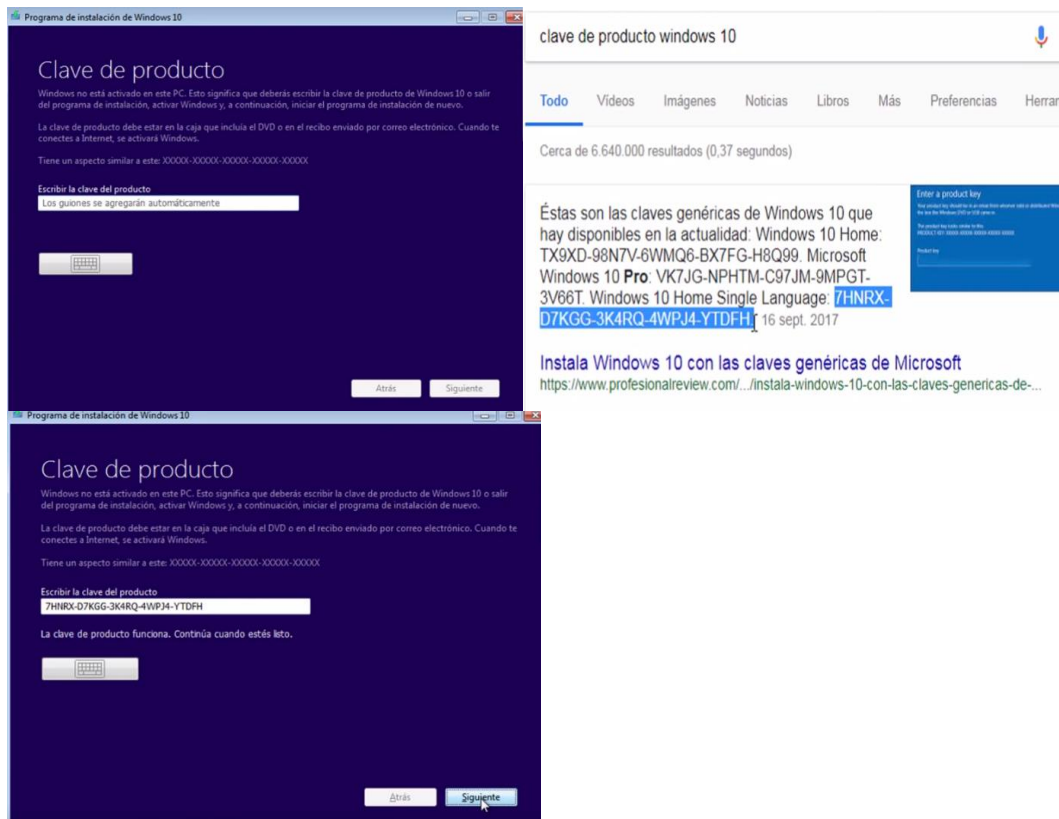 Programa de instalación de Windows 10
Clave de producto
Windows no está activado en este PC. Esto significa que deberás escribir la clave de producto de Windows 10 o salir
del programa de instalación, activar Windows y, a continuación, iniciar el programa de instalación de nuevo.
La clave de producto debe estar en la caja que incluía el DVD o en el recibo enviado por correo electrónico. Cuando te
conectes a Internet, se activará Windows.
Tiene un aspecto similar a este: XXXXX-XXXXX-XXXXX-XXXXX-XXXXX
Escribir la clave del producto
Los guiones se agregarán automáticamente
Atrás
Siguiente
clave de producto windows 10
Todo Vídeos Imágenes Noticias Libros Más Preferencias Herrar
Cerca de 6.640.000 resultados (0,37 segundos)
Éstas son las claves genéricas de Windows 10 que
hay disponibles en la actualidad: Windows 10 Home:
TX9XD-98N7V-6WMQ6-BX7FG-H8Q99. Microsoft
Windows 10 Pro: VK7JG-NPHTM-C97JM-9MPGT-
3V66T. Windows 10 Home Single Language: 7HNRX-
D7KGG-3K4RQ-4WPJ4-YTDFH. 16 sept. 2017
Enter a product key
Instala Windows 10 con las claves genéricas de Microsoft
https://www.profesionalreview.com/.../instala-windows-10-con-las-claves-genericas-de-...
Programa de instalación de Windows 10
Clave de producto
Windows no está activado en este PC. Esto significa que deberás escribir la clave de producto de Windows 10 o salir
del programa de instalación, activar Windows y, a continuación, iniciar el programa de instalación de nuevo.
La clave de producto debe estar en la caja que incluía el DVD o en el recibo enviado por correo electrónico. Cuando te
conectes a Internet, se activará Windows.
Tiene un aspecto similar a este: XXXXX-XXXXX-XXXXX-XXXXX-XXXXX
Escribir la clave del producto
7HNRX-D7KGG-3K4RQ-4WPJ4-YTDFH
La clave de producto funciona. Continúa cuando estés listo.
Atrás
Siguiente